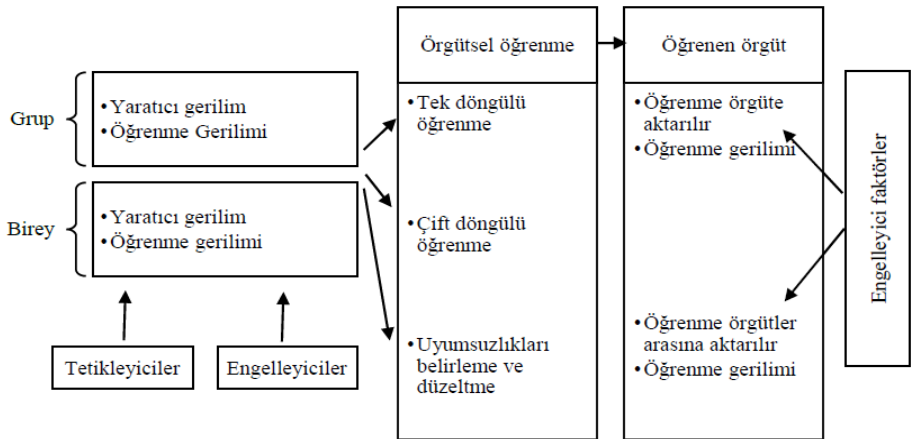 Grup
•Yaratıcı gerilim
•Öğrenme Gerilimi
Birey
•Yaratıcı gerilim
•Öğrenme gerilimi
Tetikleyiciler
Engelleyiciler
Örgütsel öğrenme
•Tek döngülü
öğrenme
•Çift döngülü
öğrenme
•Uyumsuzlıkları
belirleme ve
düzeltme
Öğrenen örgüt
•Öğrenme örgüte
aktarılır
•Öğrenme gerilimi
•Öğrenme örgütler
arasına aktarılır
•Öğrenme gerilimi
Engelleyici faktörler